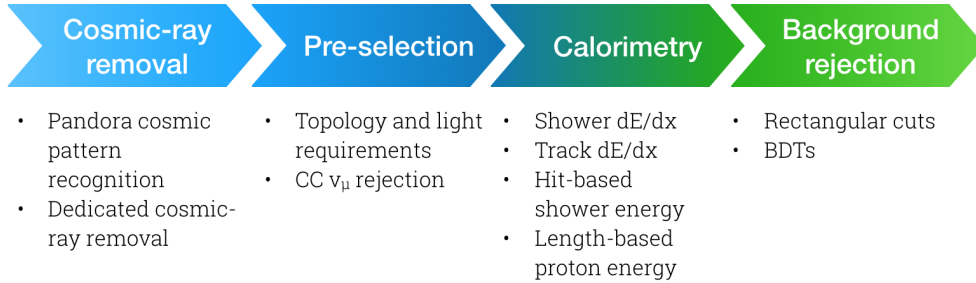 Cosmic-ray
removal
Pre-selection
Calorimetry
Background
rejection
• Pandora cosmic
pattern
recognition
• Dedicated cosmic-
ray removal
• Topology and light
requirements
• CC νμ rejection
• Shower dE/dx
• Track dE/dx
• Hit-based
shower energy
• Length-based
proton energy
• Rectangular cuts
• BDTs